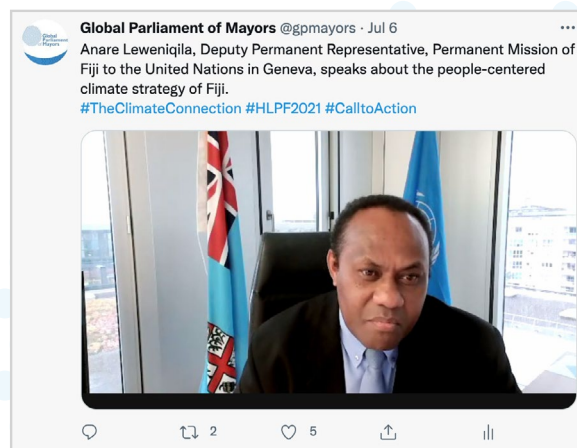 Global Parliament of Mayors @gpmayors · Jul 6
Anare Leweniqila, Deputy Permanent Representative, Permanent Mission of
Fiji to the United Nations in Geneva, speaks about the people-centered
climate strategy of Fiji.
#TheClimateConnection #HLPF2021 #CalltoAction
2
5